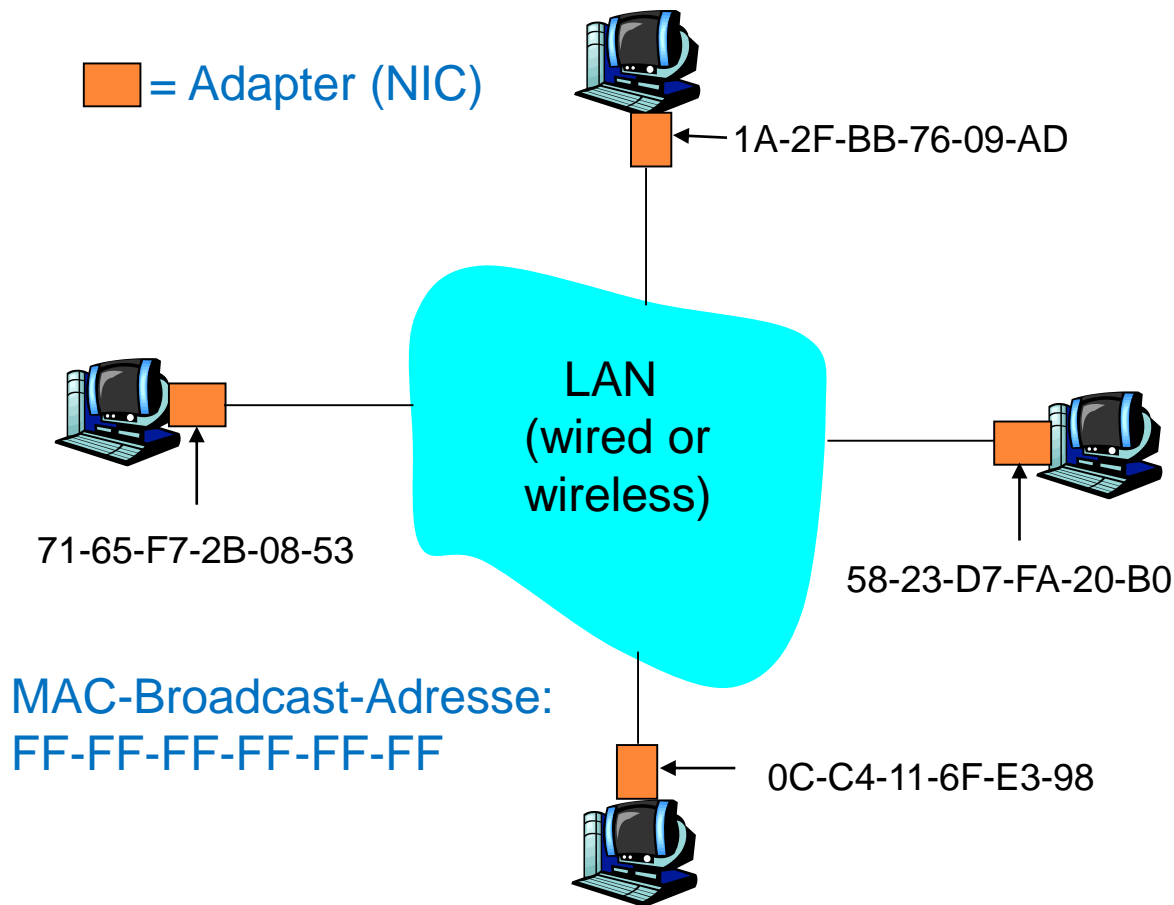 = Adapter (NIC)
1A-2F-BB-76-09-AD
LAN
(wired or
wireless)
71-65-F7-2B-08-53
58-23-D7-FA-20-B0
MAC-Broadcast-Adresse:
FF-FF-FF-FF-FF-FF
0C-C4-11-6F-E3-98